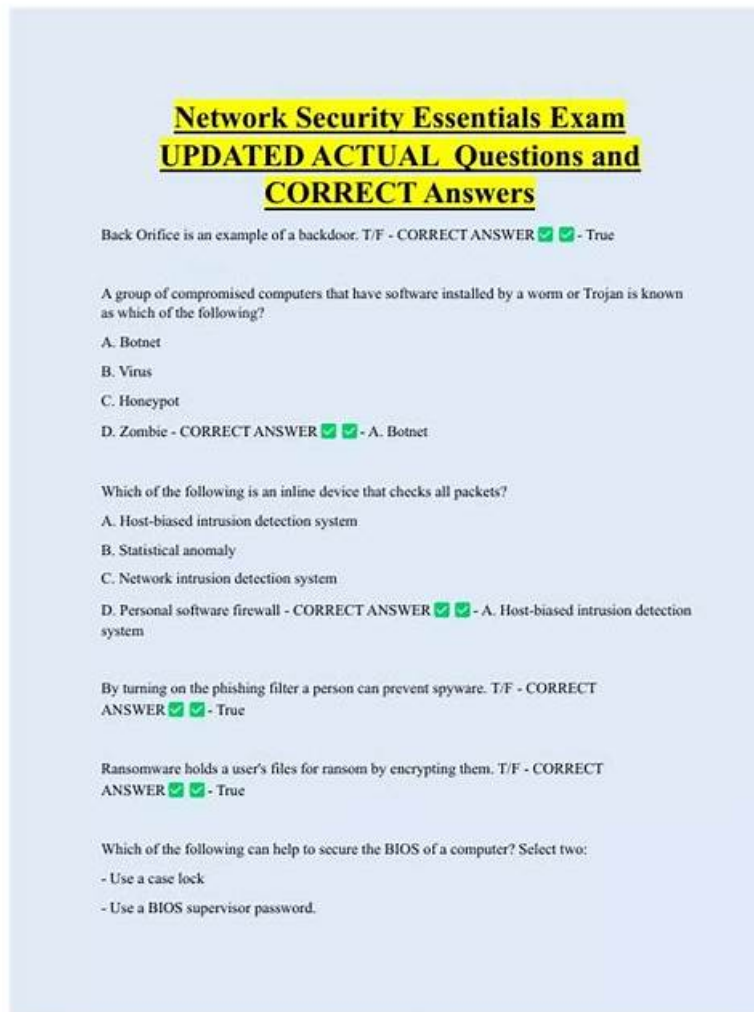 Network Security Essentials Exam
UPDATED ACTUAL Questions and
CORRECT Answers
Back Orifice is an example of a backdoor. T/F - CORRECT ANSWER ✅ ✅ - True
A group of compromised computers that have software installed by a worm or Trojan is known
as which of the following?
A. Botnet
B. Virus
C. Honeypot
D. Zombie - CORRECT ANSWER ✅ ✅ - A. Botnet
Which of the following is an inline device that checks all packets?
A. Host-biased intrusion detection system
B. Statistical anomaly
C. Network intrusion detection system
D. Personal software firewall - CORRECT ANSWER ✅ ✅ - A. Host-biased intrusion detection
system
By turning on the phishing filter a person can prevent spyware. T/F - CORRECT
ANSWER ✅ ✅ - True
Ransomware holds a user's files for ransom by encrypting them. T/F - CORRECT
ANSWER ✅ ✅ - True
Which of the following can help to secure the BIOS of a computer? Select two:
- Use a case lock
- Use a BIOS supervisor password.